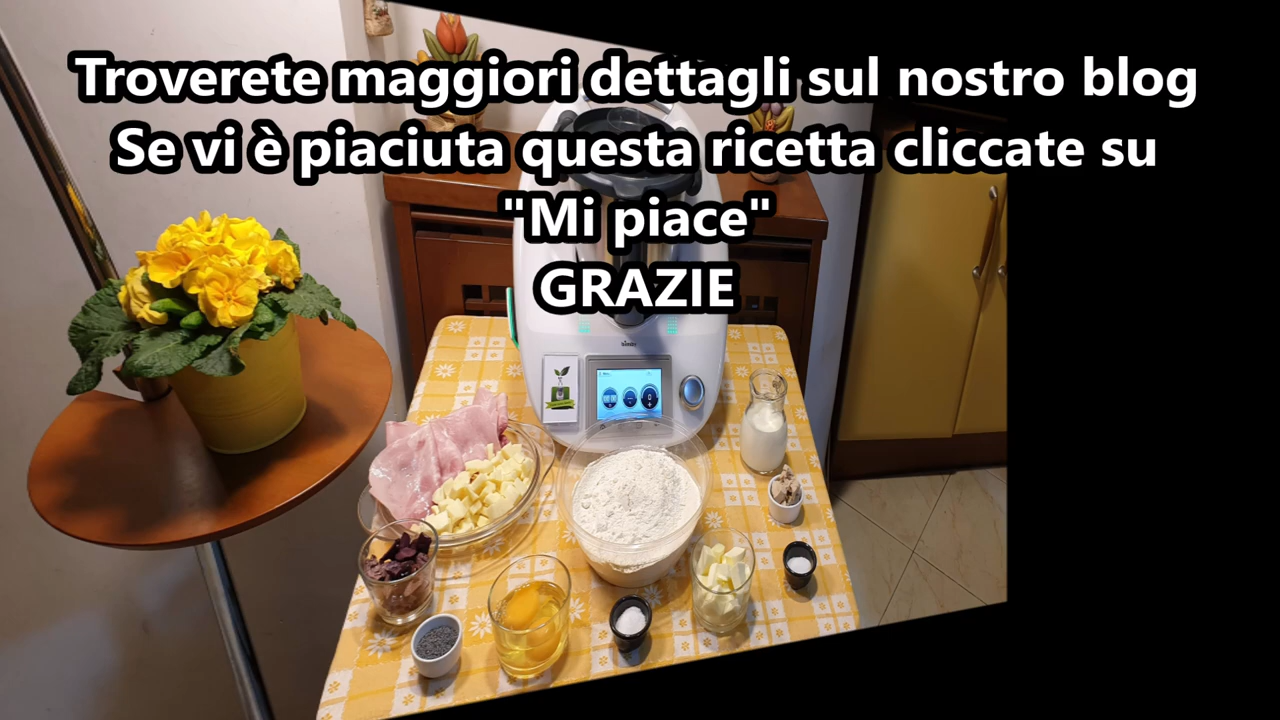 Troverete maggiori dettagli sul nostro blog
Se vi è piaciuta questa ricetta cliccate su
"Mi piace"
GRAZIE